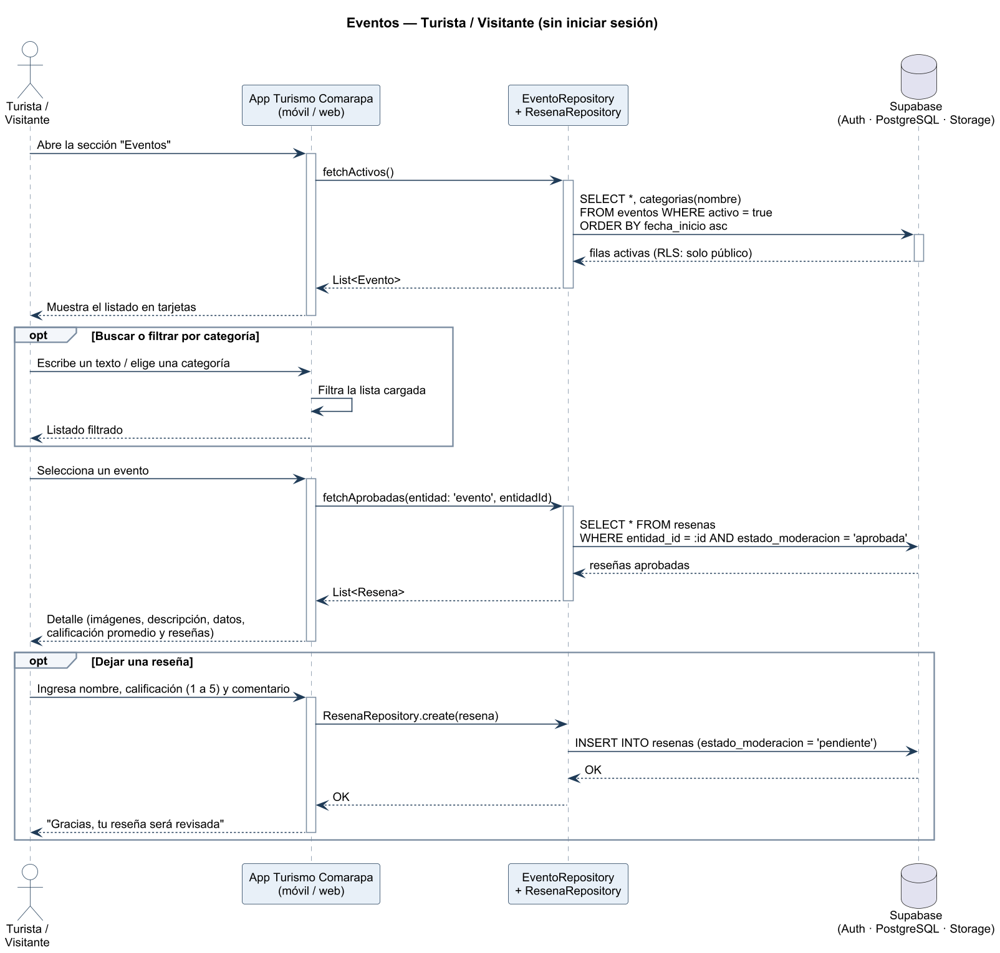 Eventos — Turista / Visitante (sin iniciar sesión)
Turista /
Visitante
App Turismo Comarapa
(móvil / web)
EventoRepository
+ ResenaRepository
Supabase
(Auth · PostgreSQL · Storage)
Abre la sección "Eventos"
fetchActivos()
SELECT *, categorias(nombre)
FROM eventos WHERE activo = true
ORDER BY fecha_inicio asc
filas activas (RLS: solo público)
List<Evento>
Muestra el listado en tarjetas
opt [Buscar o filtrar por categoría]
Escribe un texto / elige una categoría
Filtra la lista cargada
Listado filtrado
Selecciona un evento
fetchAprobadas(entidad: 'evento', entidadId)
SELECT * FROM resenas
WHERE entidad_id = :id AND estado_moderacion = 'aprobada'
reseñas aprobadas
List<Resena>
Detalle (imágenes, descripción, datos,
calificación promedio y reseñas)
opt [Dejar una reseña]
Ingresa nombre, calificación (1 a 5) y comentario
ResenaRepository.create(resena)
INSERT INTO resenas (estado_moderacion = 'pendiente')
OK
OK
"Gracias, tu reseña será revisada"
Turista /
Visitante
App Turismo Comarapa
(móvil / web)
EventoRepository
+ ResenaRepository
Supabase
(Auth · PostgreSQL · Storage)